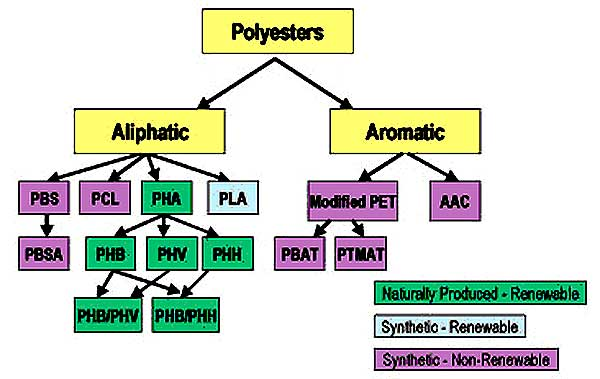 Polyesters
Aliphatic
Aromatic
PBS
PCL
PHA
PLA
Modified PET
AAC
PBSA
PHB
PHV
PHH
PBAT
PTMAT
PHB/PHV
PHB/PHH
Naturally Produced - Renewable
Synthetic - Renewable
Synthetic - Non-Renewable